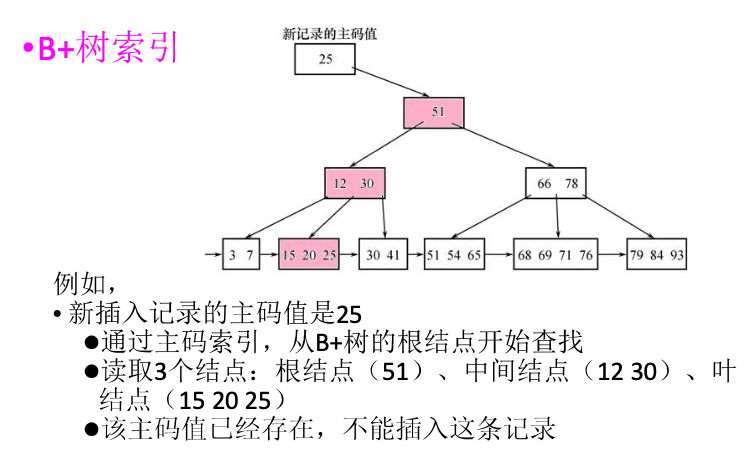 •B+树索引
新记录的主码值
25
51
12 30
66 78
3 7
15 20 25
30 41
51 54 65
68 69 71 76
79 84 93
例如，
• 新插入记录的主码值是25
●通过主码索引，从B+树的根结点开始查找
●读取3个结点：根结点（51）、中间结点（12 30）、叶
结点（15 20 25）
●该主码值已经存在，不能插入这条记录